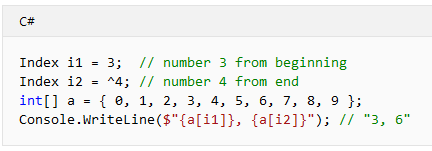 C#
Index i1 = 3;  // number 3 from beginning
Index i2 = ^4; // number 4 from end
int[] a = { 0, 1, 2, 3, 4, 5, 6, 7, 8, 9 };
Console.WriteLine($"{a[i1]}, {a[i2]}"); // "3, 6"